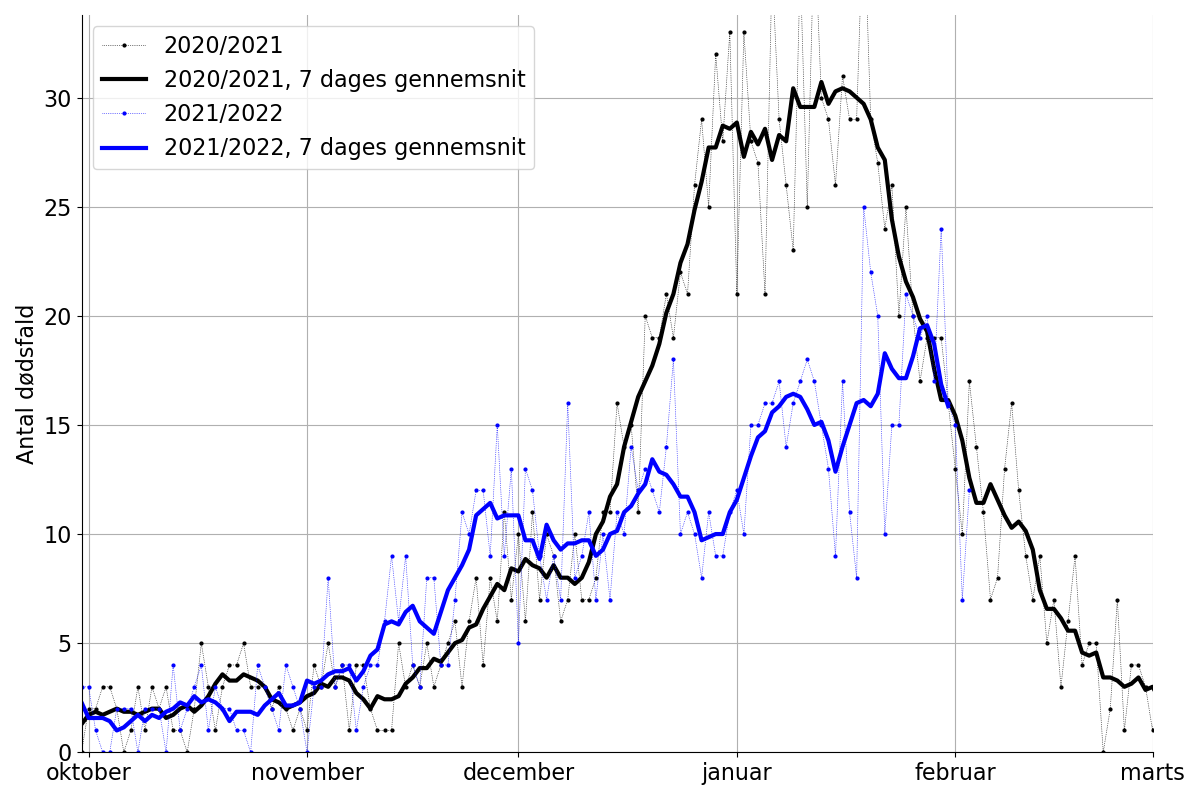 2020/2021
2020/2021, 7 dages gennemsnit
2021/2022
2021/2022, 7 dages gennemsnit
Antal dødsfald
30
25
20
15
10
5
0
oktober november december januar februar marts